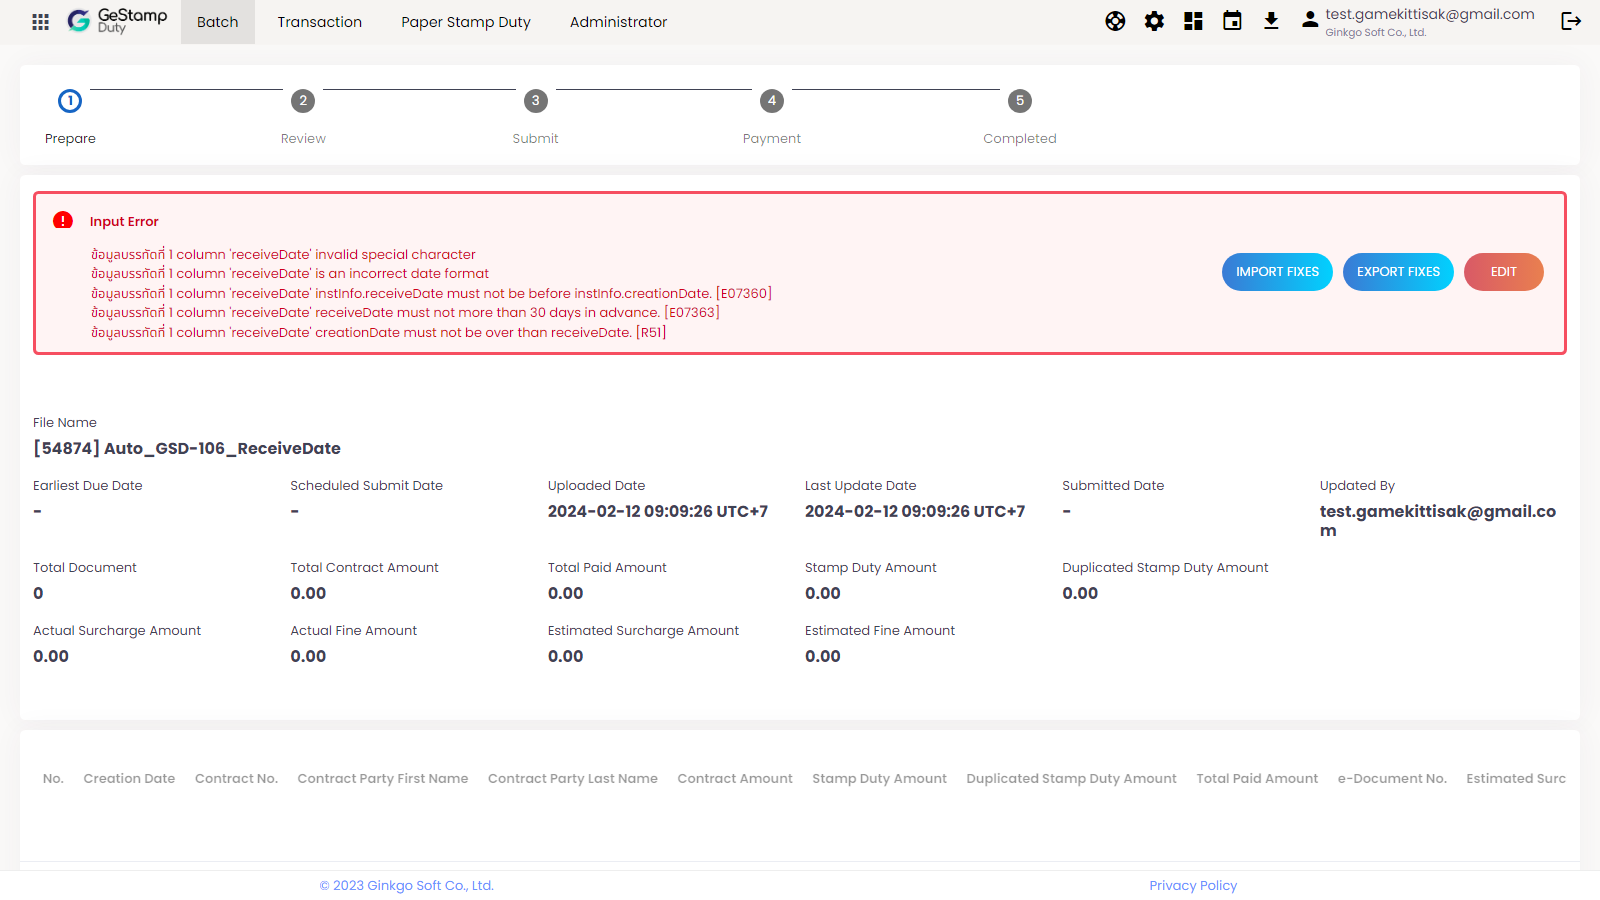 GeStamp
Duty
Batch
Transaction
Paper Stamp Duty
Administrator
test.gamekittisak@gmail.com
Ginkgo Soft Co., Ltd.
1
2
3
4
5
Prepare
Review
Submit
Payment
Completed
Input Error
ข้อมูลบรรทัดที่ 1 column 'receiveDate' invalid special character
ข้อมูลบรรทัดที่ 1 column 'receiveDate' is an incorrect date format
ข้อมูลบรรทัดที่ 1 column 'receiveDate' instInfo.receiveDate must not be before instInfo.creationDate. [E07360]
ข้อมูลบรรทัดที่ 1 column 'receiveDate' receiveDate must not more than 30 days in advance. [E07363]
ข้อมูลบรรทัดที่ 1 column 'receiveDate' creationDate must not be over than receiveDate. [R51]
IMPORT FIXES
EXPORT FIXES
EDIT
File Name
[54874] Auto_GSD-106_ReceiveDate
Earliest Due Date
-
Scheduled Submit Date
-
Uploaded Date
2024-02-12 09:09:26 UTC+7
Last Update Date
2024-02-12 09:09:26 UTC+7
Submitted Date
-
Updated By
test.gamekittisak@gmail.co
m
Total Document
0
Total Contract Amount
0.00
Total Paid Amount
0.00
Stamp Duty Amount
0.00
Duplicated Stamp Duty Amount
0.00
Actual Surcharge Amount
0.00
Actual Fine Amount
0.00
Estimated Surcharge Amount
0.00
Estimated Fine Amount
0.00
No. Creation Date Contract No. Contract Party First Name Contract Party Last Name Contract Amount Stamp Duty Amount Duplicated Stamp Duty Amount Total Paid Amount e-Document No. Estimated Surc
© 2023 Ginkgo Soft Co., Ltd.
Privacy Policy